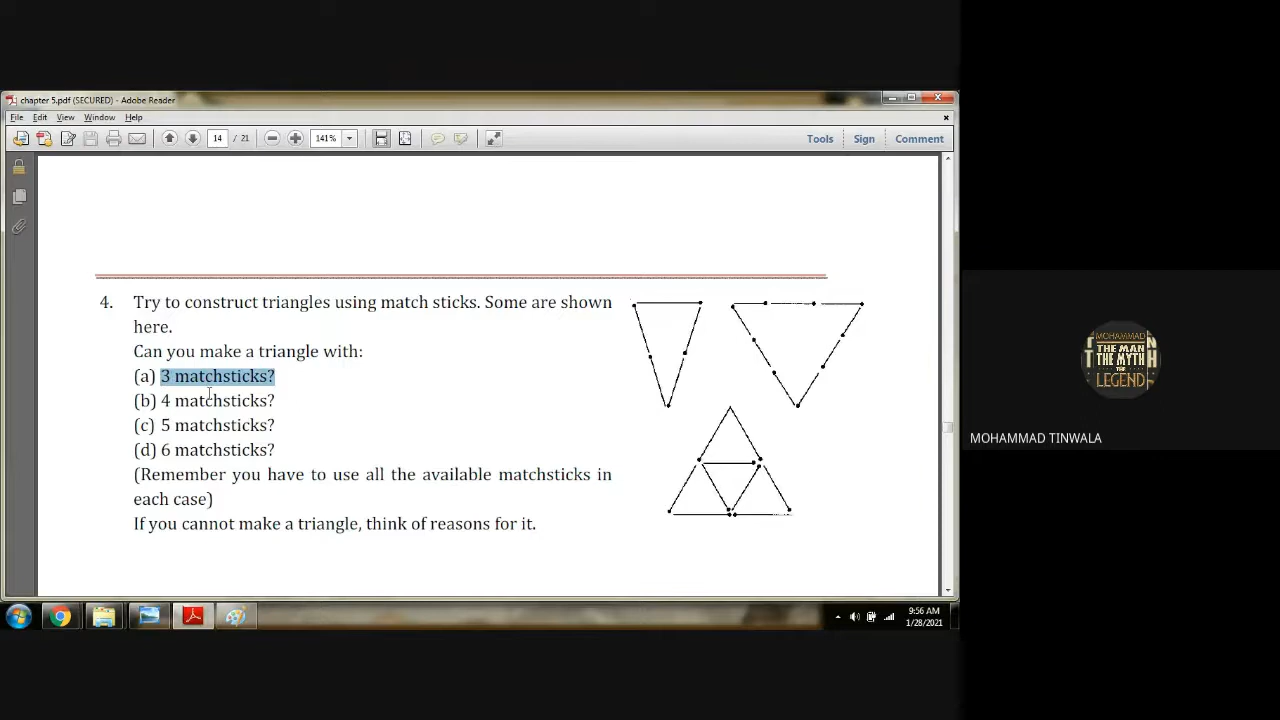 chapter 5.pdf (SECURED) - Adobe Reader
File Edit View Window Help
14 / 21 141% Tools Sign Comment
4. Try to construct triangles using match sticks. Some are shown
here.
Can you make a triangle with:
(a) 3 matchsticks?
(b) 4 matchsticks?
(c) 5 matchsticks?
(d) 6 matchsticks?
(Remember you have to use all the available matchsticks in
each case)
If you cannot make a triangle, think of reasons for it.
9:56 AM
1/28/2021
MOHAMMAD
THE MAN
THE MYTH
THE
LEGEND
MOHAMMAD TINWALA